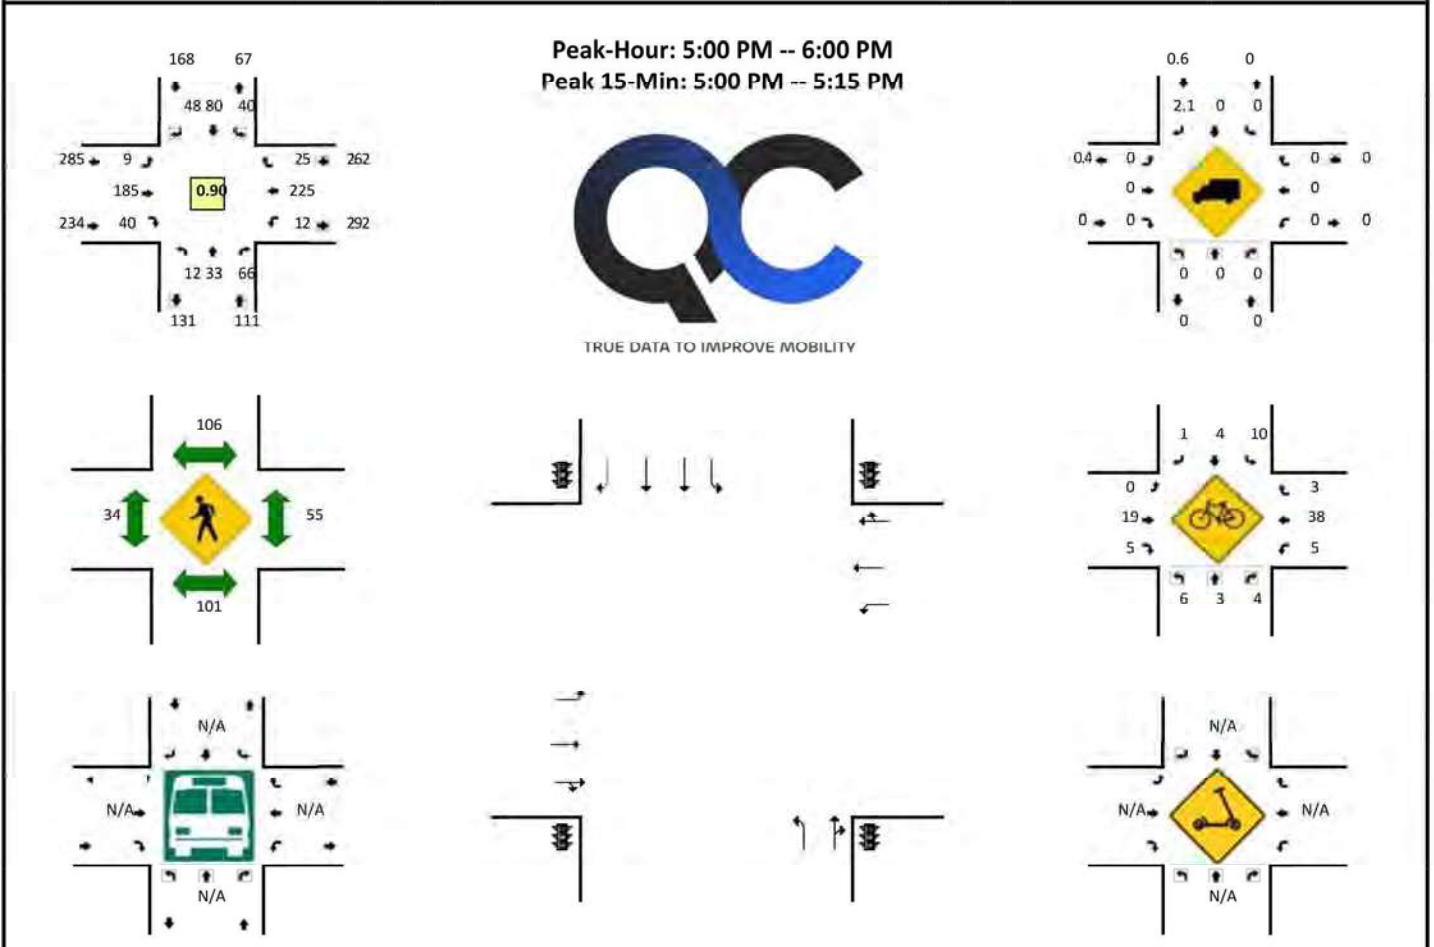 Peak-Hour: 5:00 PM -- 6:00 PM
Peak 15-Min: 5:00 PM -- 5:15 PM
168 67
48 80 40
285 9 25 262
185 0.90 225
234 40 12 292
12 33 66
131 111
QC
TRUE DATA TO IMPROVE MOBILITY
0.6 0
2.1 0 0
0.4 0 0 0
0 0
0 0 0 0
0 0 0
0 0
106
34 55
101
1 4 10
0 3
19 38
5 5
6 3 4
N/A
N/A N/A
N/A
N/A
N/A N/A
N/A